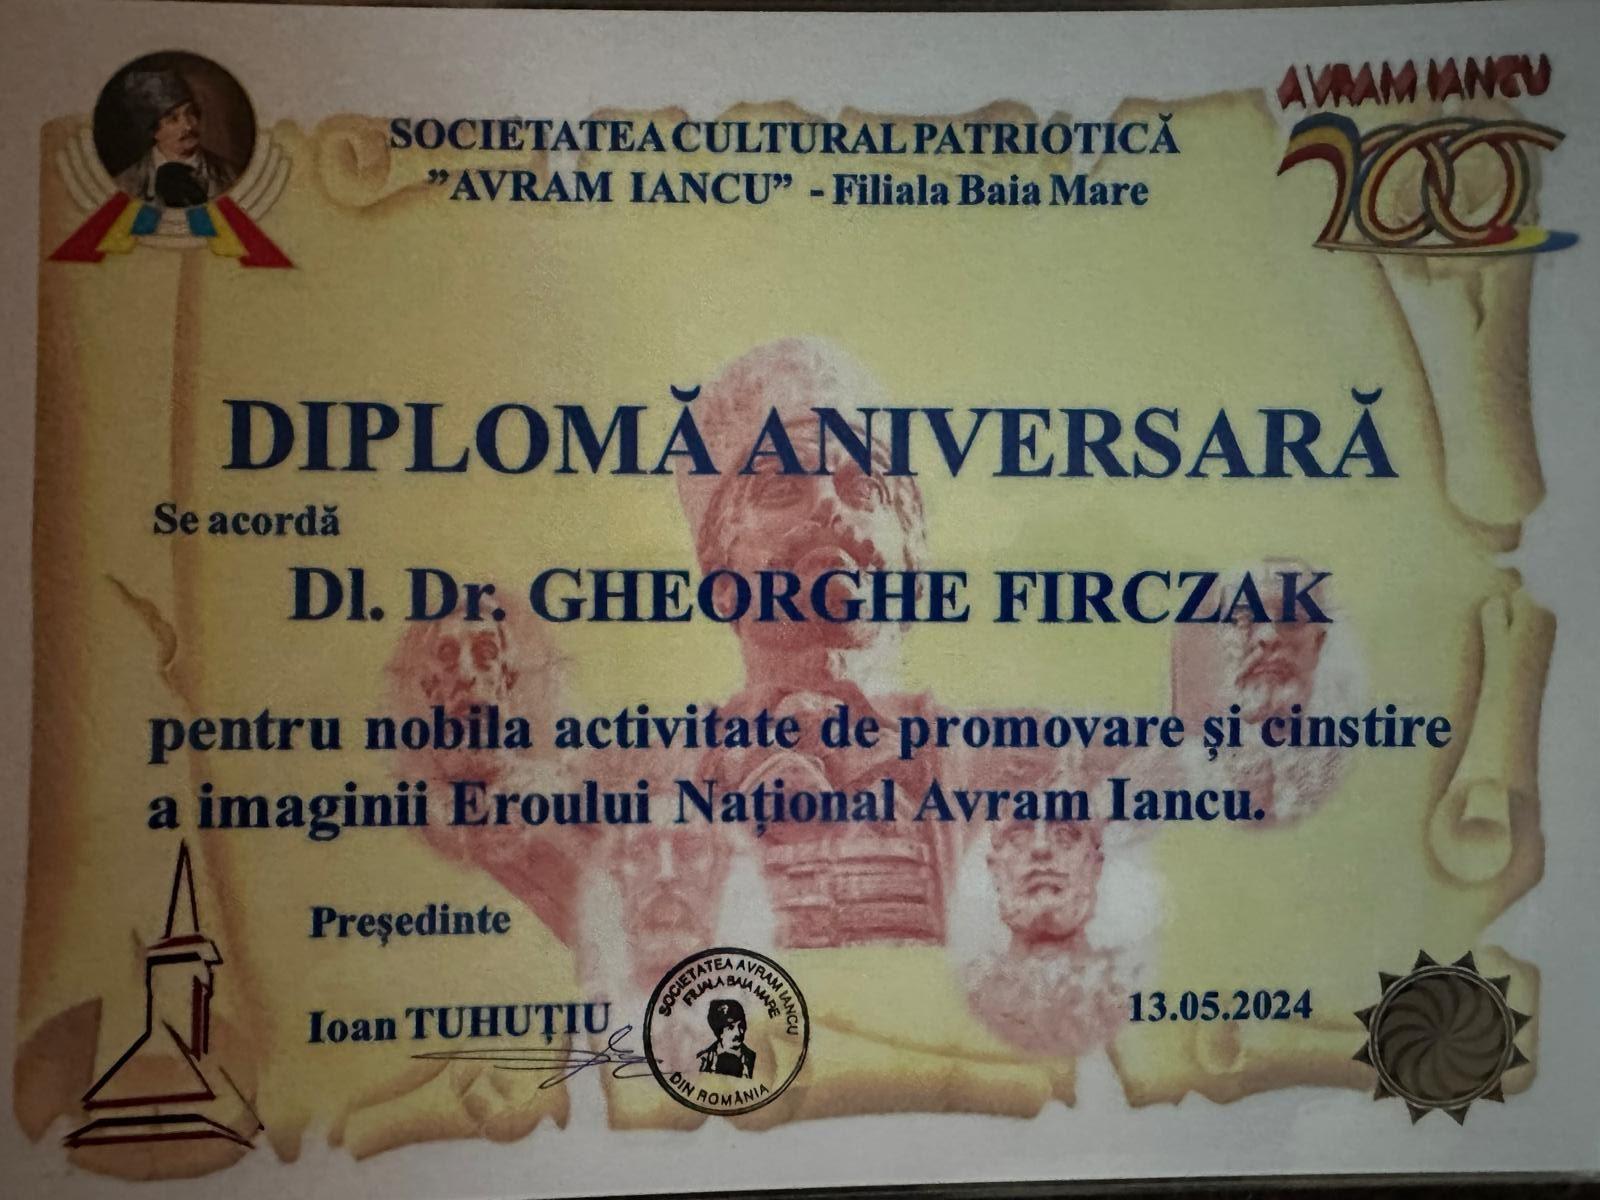 AVRAM IANCU
200
SOCIETATEA CULTURAL PATRIOTICĂ
”AVRAM IANCU” - Filiala Baia Mare
DIPLOMĂ ANIVERSARĂ
Se acordă
Dl. Dr. GHEORGHE FIRCZAK
pentru nobila activitate de promovare și cinstire
a imaginii Eroului Național Avram Iancu.
Președinte
Ioan TUHUȚIU
SOCIETATEA AVRAM IANCU
FILIALA BAIA MARE
DIN ROMÂNIA
13.05.2024